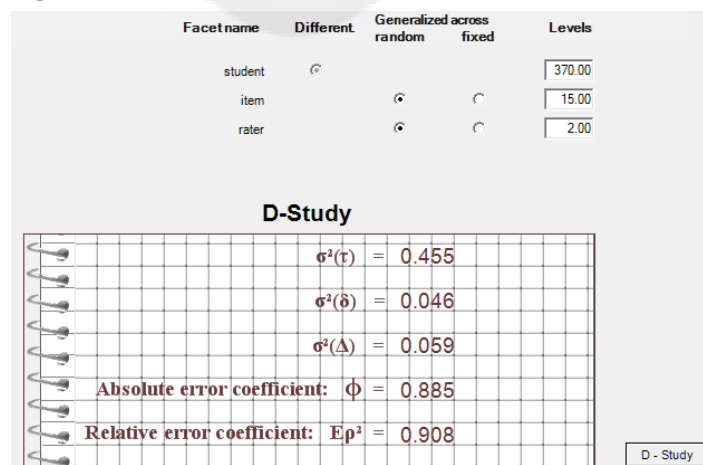 Facet name Different Generalized across Levels
random fixed
student 370.00
item 15.00
rater 2.00
D-Study
σ²(τ) = 0.455
σ²(δ) = 0.046
σ²(Δ) = 0.059
Absolute error coefficient: ϕ = 0.885
Relative error coefficient: Eρ² = 0.908
D - Study